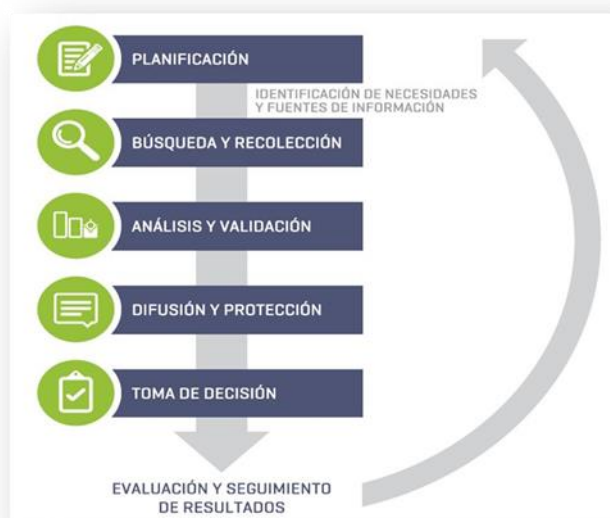 PLANIFICACIÓN
IDENTIFICACIÓN DE NECESIDADES
Y FUENTES DE INFORMACIÓN
BÚSQUEDA Y RECOLECCIÓN
ANÁLISIS Y VALIDACIÓN
DIFUSIÓN Y PROTECCIÓN
TOMA DE DECISIÓN
EVALUACIÓN Y SEGUIMIENTO
DE RESULTADOS